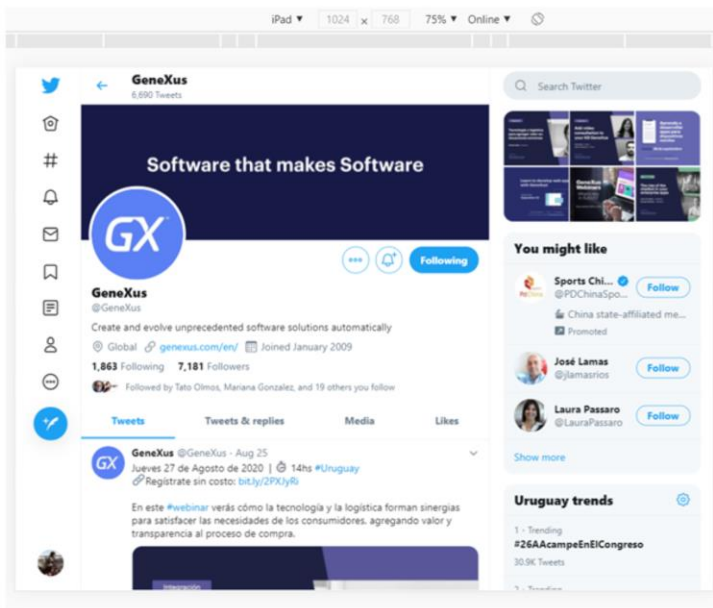 iPad ▼ 1024 x 768 75% ▼ Online ▼
GeneXus
6,690 Tweets
Search Twitter
Software that makes Software
GX
GeneXus
Webinars
Following
You might like
Sports Chi...
@PDChinaSpo...
Follow
China state-affiliated me...
Promoted
José Lamas
@jlamasrios
Follow
Laura Passaro
@LauraPassaro
Follow
Show more
GeneXus
@GeneXus
Create and evolve unprecedented software solutions automatically
Global genexus.com/en/ Joined January 2009
1,863 Following 7,181 Followers
Followed by Tato Olmos, Mariana Gonzalez, and 19 others you follow
Tweets Tweets & replies Media Likes
GX
GeneXus @GeneXus · Aug 25
Jueves 27 de Agosto de 2020 | 14hs #Uruguay
Regístrate sin costo: bit.ly/2PXJyRi
En este #webinar verás cómo la tecnología y la logística forman sinergias
para satisfacer las necesidades de los consumidores, agregando valor y
transparencia al proceso de compra.
Integración
Uruguay trends
1 · Trending
#26AAcampeEnElCongreso
30.9K Tweets
2 · Trending